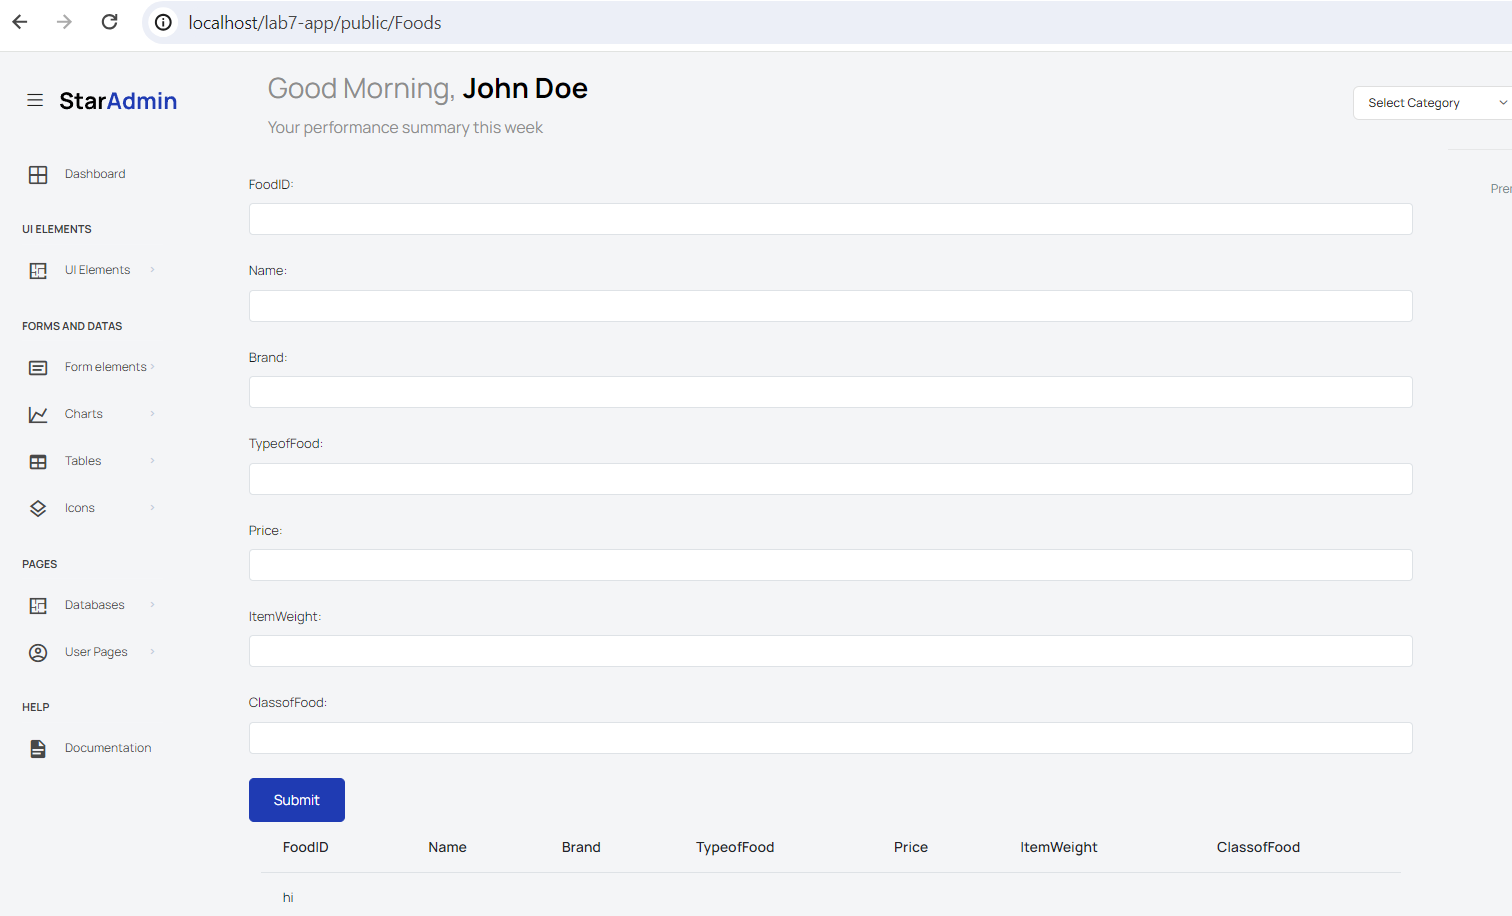 localhost/lab7-app/public/Foods
StarAdmin
Good Morning, John Doe
Your performance summary this week
Select Category
Dashboard
UI ELEMENTS
UI Elements
FORMS AND DATAS
Form elements
Charts
Tables
Icons
PAGES
Databases
User Pages
HELP
Documentation
FoodID:
Name:
Brand:
TypeofFood:
Price:
ItemWeight:
ClassofFood:
Submit
FoodID Name Brand TypeofFood Price ItemWeight ClassofFood
hi